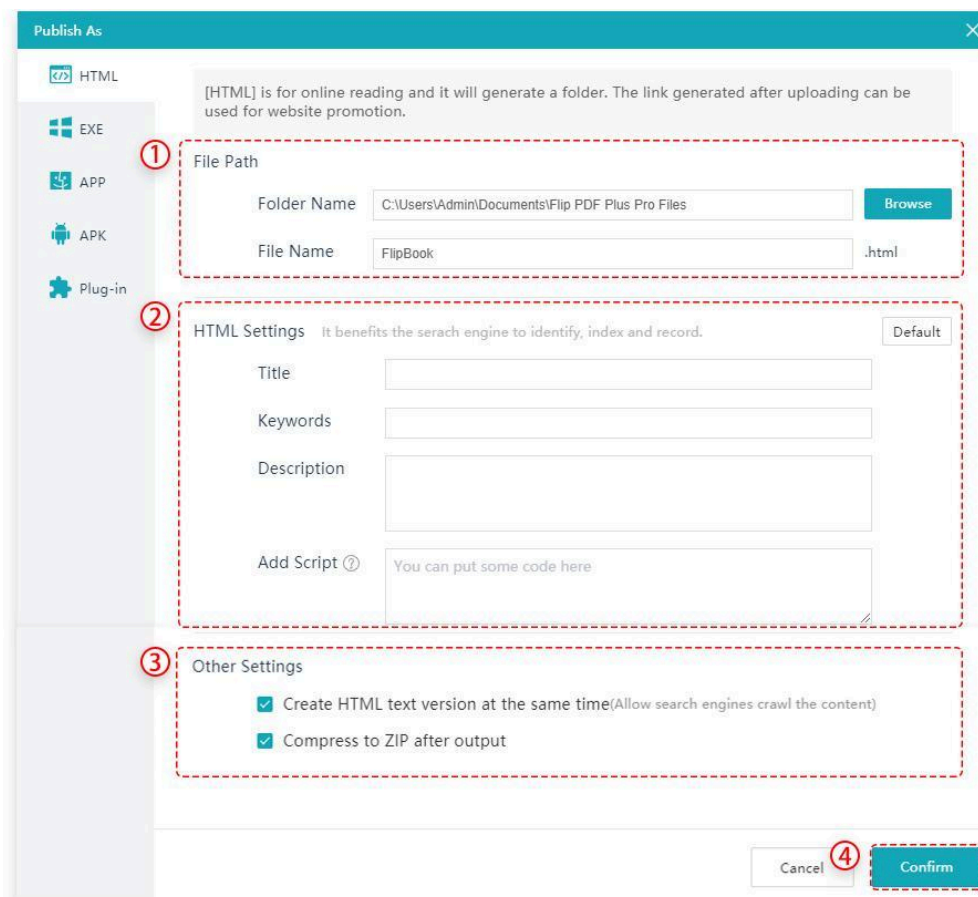 Publish As
HTML
EXE
APP
APK
Plug-in
[HTML] is for online reading and it will generate a folder. The link generated after uploading can be
used for website promotion.
①
File Path
Folder Name C:\Users\Admin\Documents\Flip PDF Plus Pro Files Browse
File Name FlipBook .html
②
HTML Settings It benefits the serach engine to identify, index and record. Default
Title
Keywords
Description
Add Script ? You can put some code here
③
Other Settings
Create HTML text version at the same time(Allow search engines crawl the content)
Compress to ZIP after output
Cancel ④ Confirm